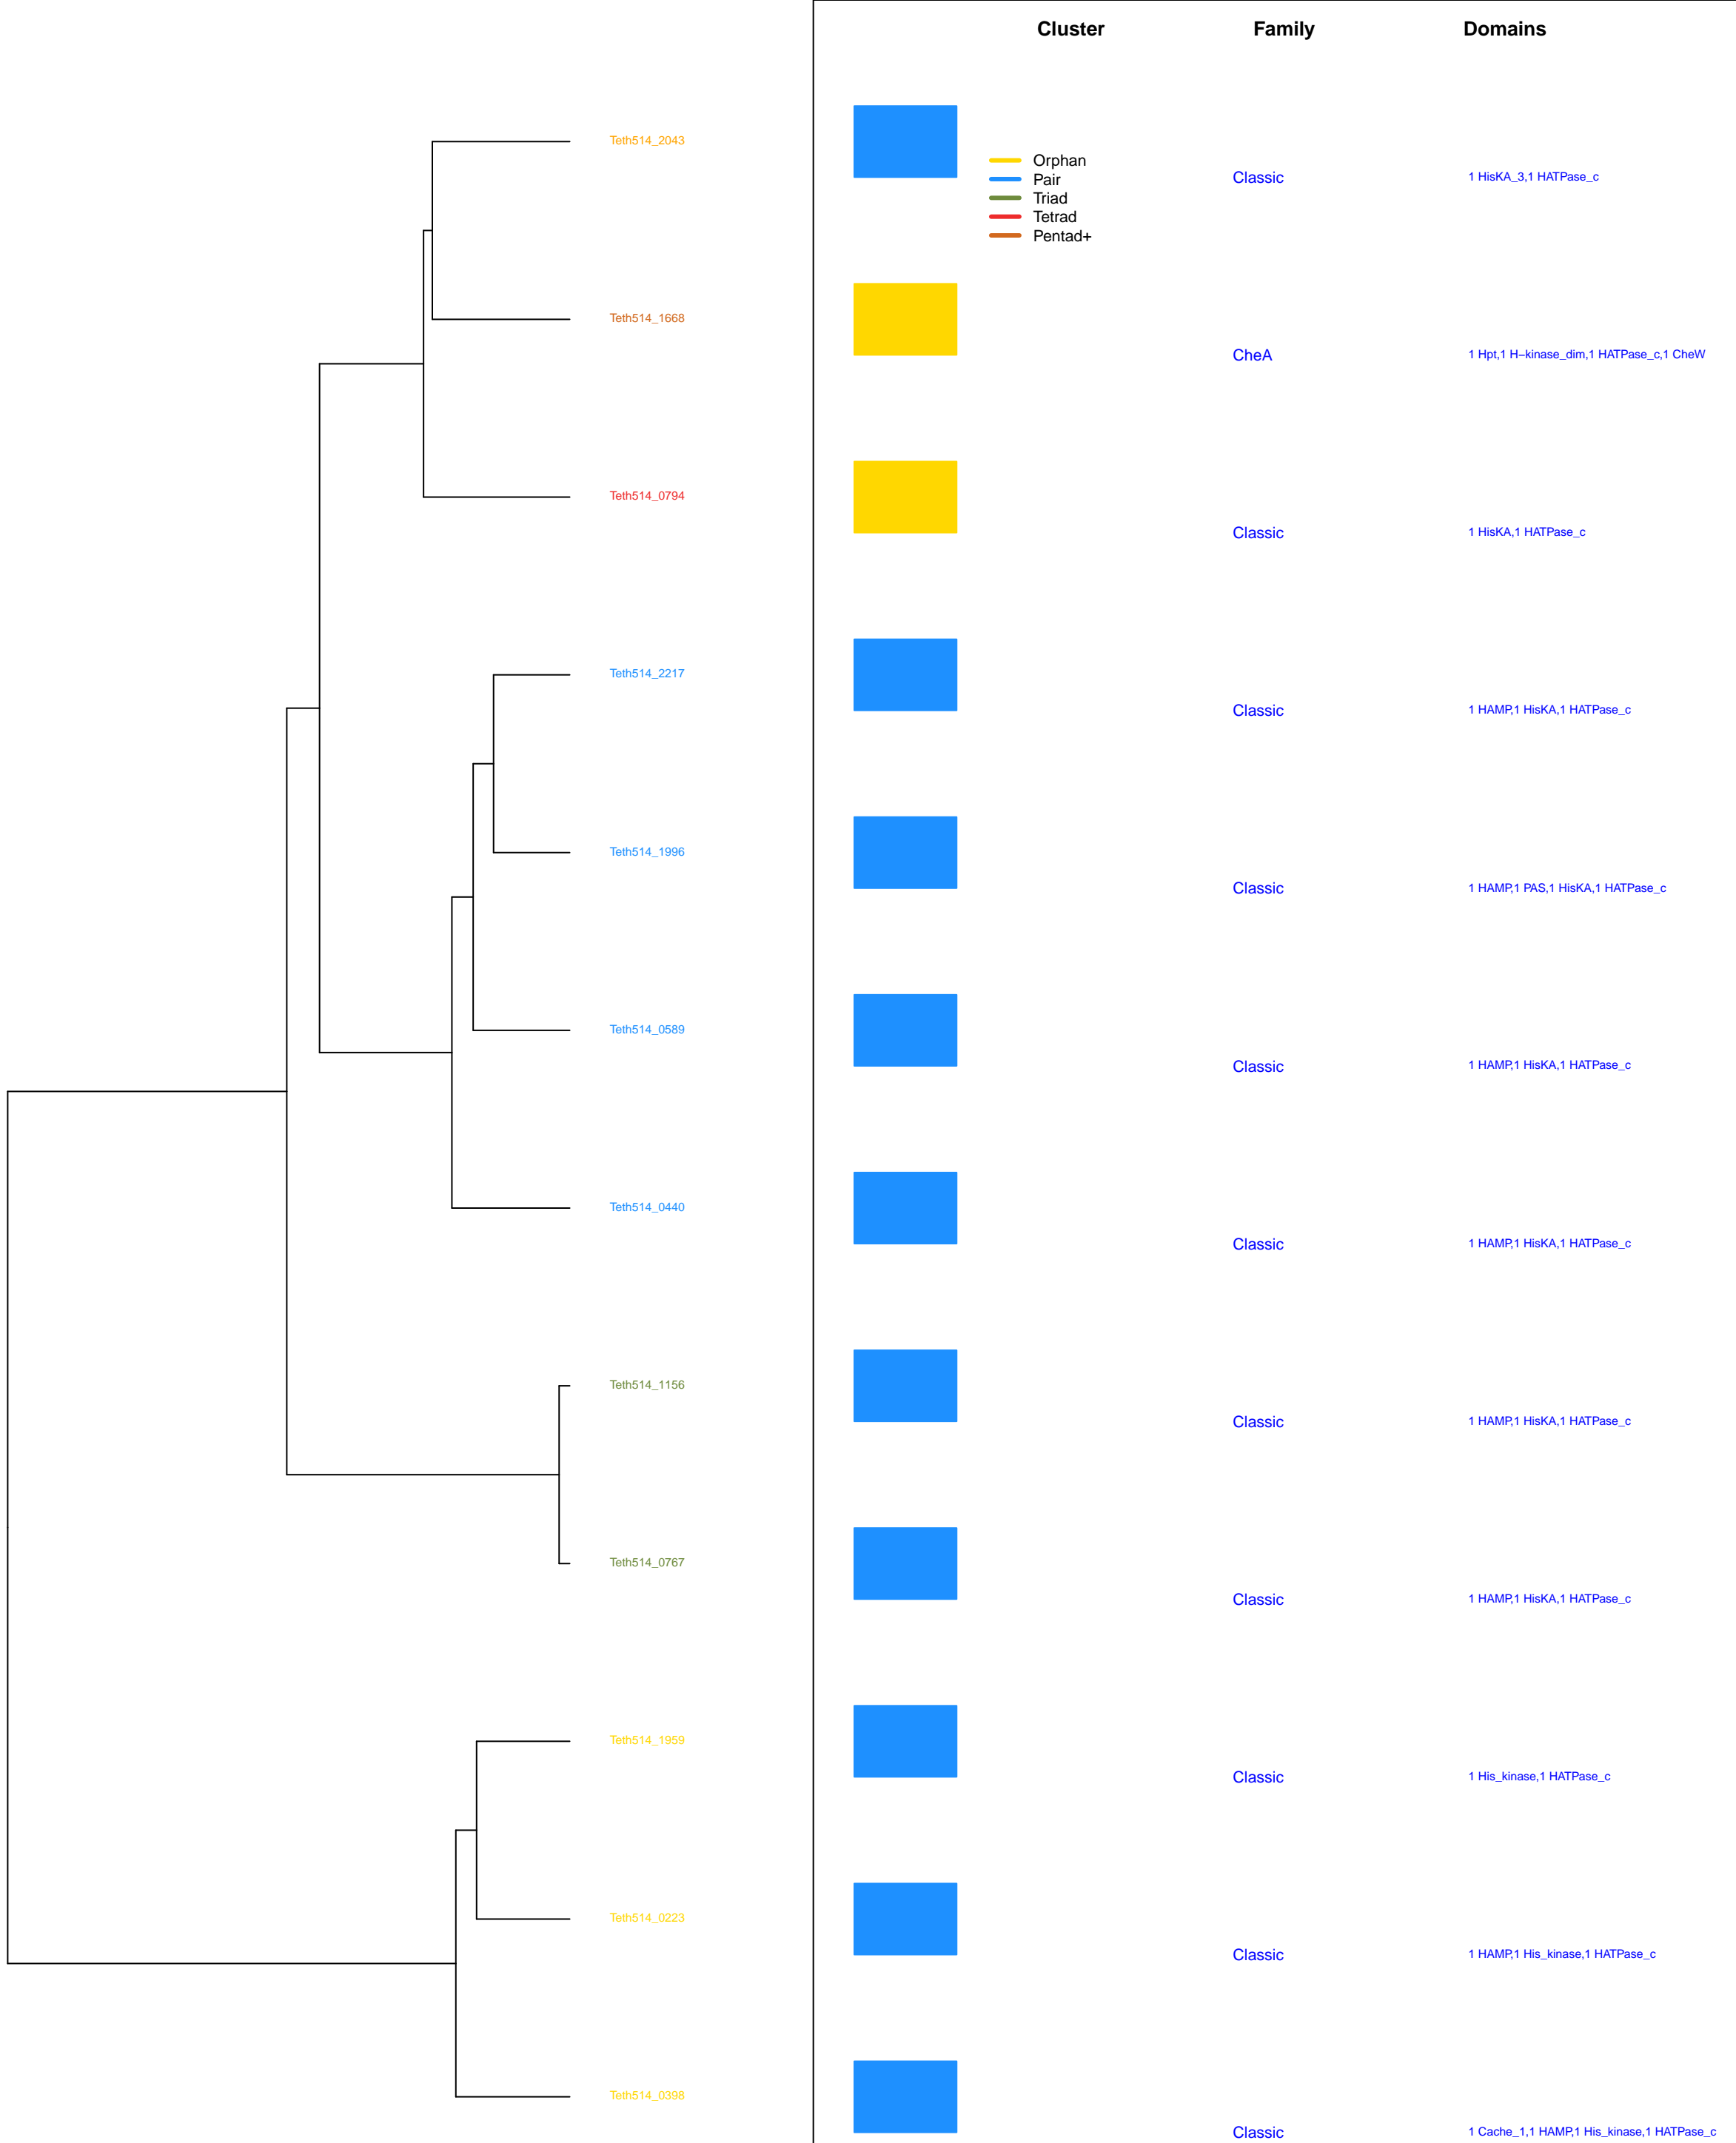 Cluster Family Domains
Teth514_2043
Orphan
Pair
Triad
Tetrad
Pentad+
Classic 1 HisKA_3,1 HATPase_c
Teth514_1668
CheA 1 Hpt,1 H−kinase_dim,1 HATPase_c,1 CheW
Teth514_0794
Classic 1 HisKA,1 HATPase_c
Teth514_2217
Classic 1 HAMP,1 HisKA,1 HATPase_c
Teth514_1996
Classic 1 HAMP,1 PAS,1 HisKA,1 HATPase_c
Teth514_0589
Classic 1 HAMP,1 HisKA,1 HATPase_c
Teth514_0440
Classic 1 HAMP,1 HisKA,1 HATPase_c
Teth514_1156
Classic 1 HAMP,1 HisKA,1 HATPase_c
Teth514_0767
Classic 1 HAMP,1 HisKA,1 HATPase_c
Teth514_1959
Classic 1 His_kinase,1 HATPase_c
Teth514_0223
Classic 1 HAMP,1 His_kinase,1 HATPase_c
Teth514_0398
Classic 1 Cache_1,1 HAMP,1 His_kinase,1 HATPase_c